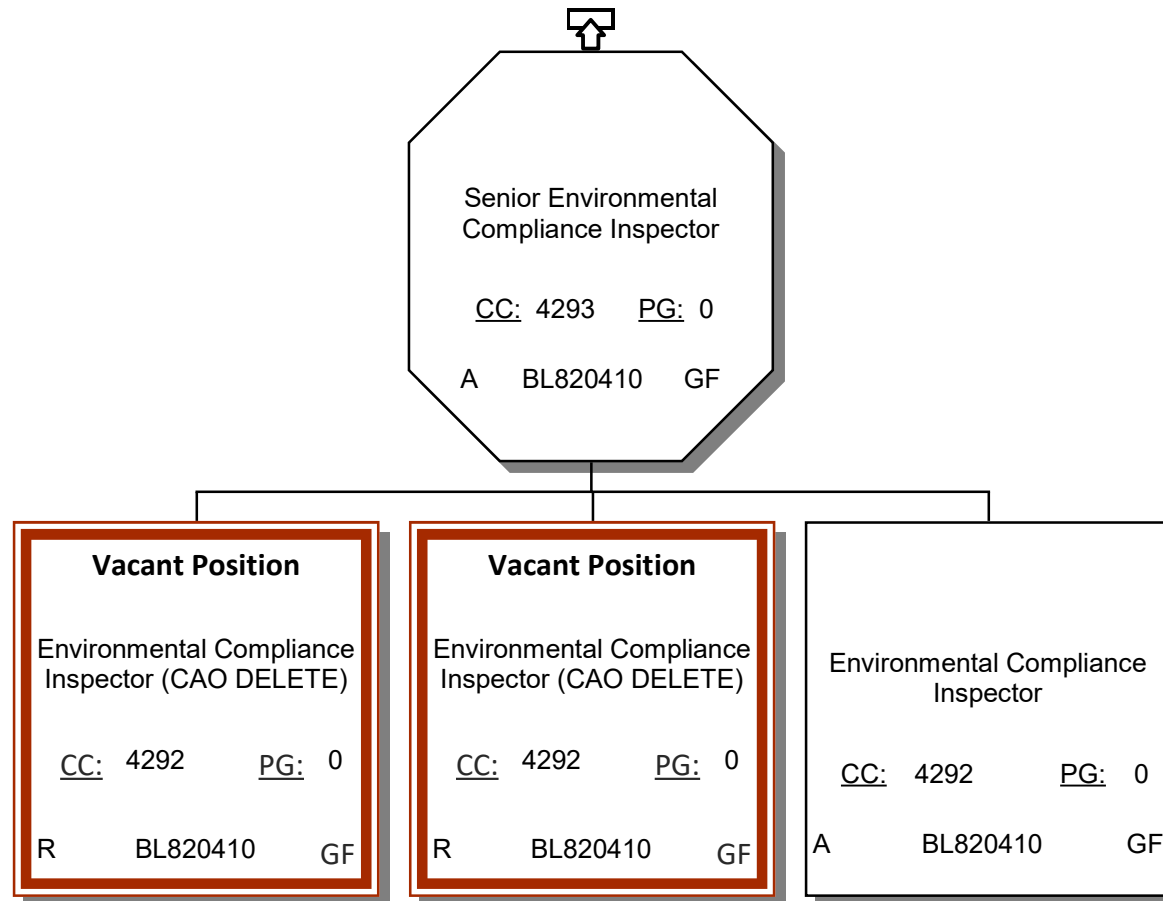 Senior Environmental
Compliance Inspector
CC: 4293 PG: 0
A BL820410 GF
Vacant Position
Environmental Compliance
Inspector (CAO DELETE)
CC: 4292 PG: 0
R BL820410 GF
Vacant Position
Environmental Compliance
Inspector (CAO DELETE)
CC: 4292 PG: 0
R BL820410 GF
Environmental Compliance
Inspector
CC: 4292 PG: 0
A BL820410 GF